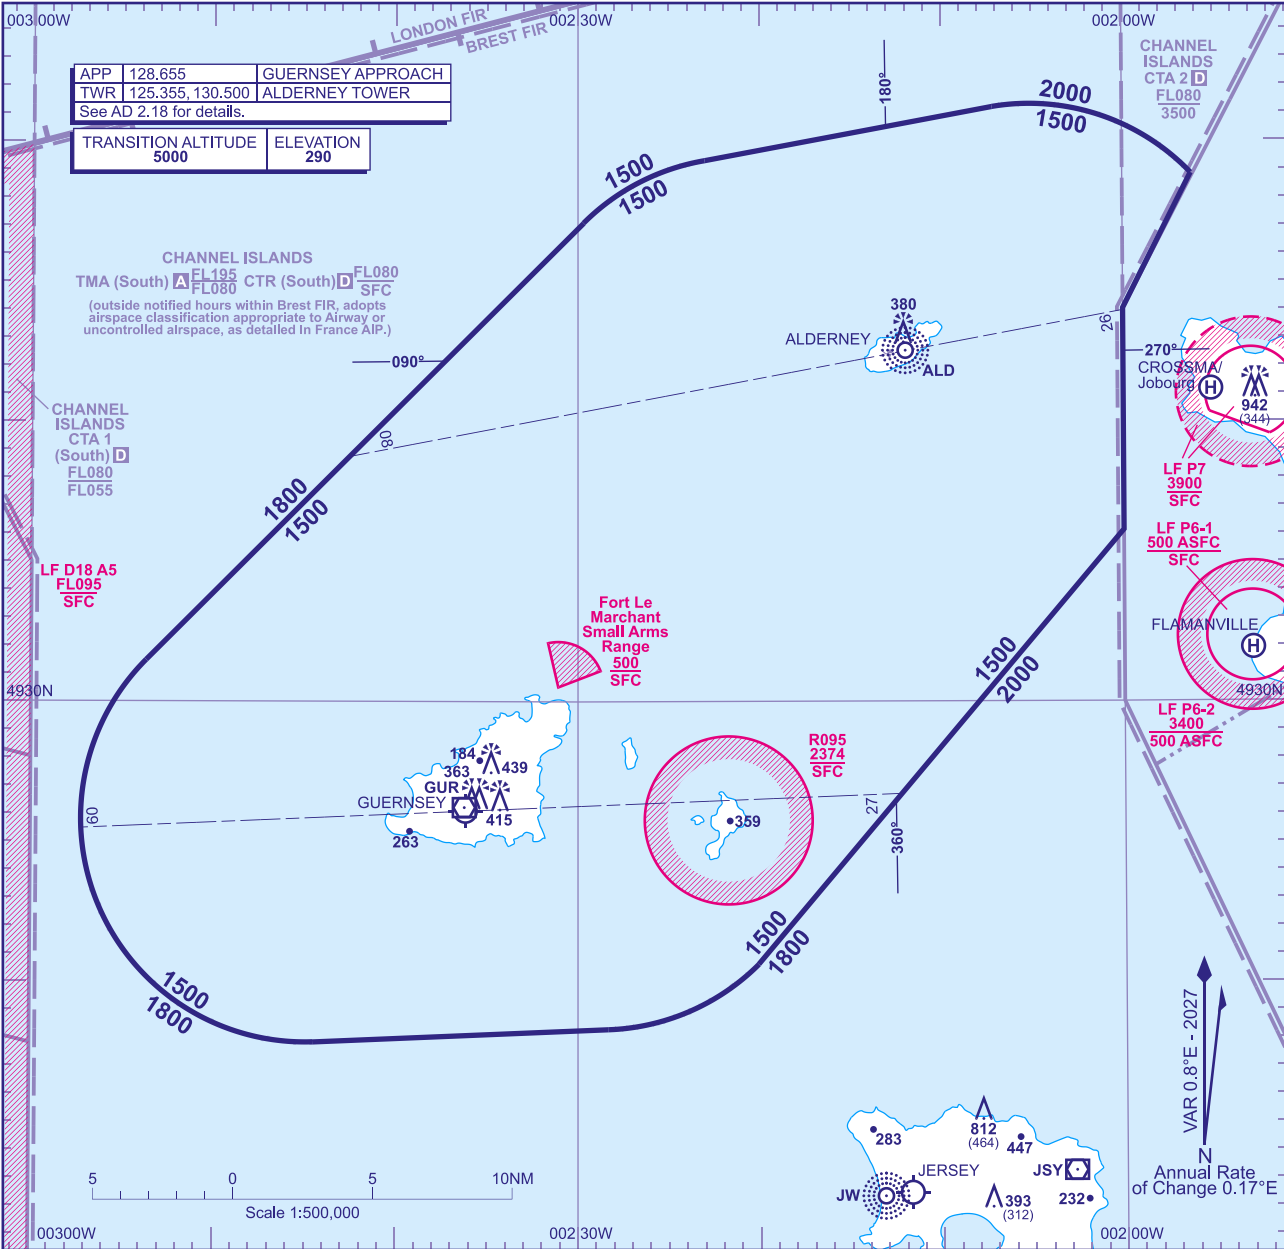 003 00W
002 30W
002 00W
LONDON FIR
BREST FIR
APP 128.655 GUERNSEY APPROACH
TWR 125.355, 130.500 ALDERNEY TOWER
See AD 2.18 for details.
TRANSITION ALTITUDE
5000
ELEVATION
290
180°
2000
1500
CHANNEL
ISLANDS
CTA 2 D
FL080
3500
1500
1500
CHANNEL ISLANDS
TMA (South) A FL195
FL080
CTR (South) D FL080
SFC
(outside notified hours within Brest FIR, adopts
airspace classification appropriate to Airway or
uncontrolled airspace, as detailed in France AIP.)
380
ALDERNEY
ALD
26
090°
270°
CROSSMA/
Jobourg
H
942
(344)
08
CHANNEL
ISLANDS
CTA 1
(South) D
FL080
FL055
LF P7
3900
SFC
1800
1500
LF P6-1
500 ASFC
SFC
LF D18 A5
FL095
SFC
Fort Le
Marchant
Small Arms
Range
500
SFC
FLAMANVILLE
H
1500
2000
4930N
4930N
LF P6-2
3400
500 ASFC
R095
2374
SFC
184
363
439
GUR
GUERNSEY
415
263
09
359
27
360°
1500
1800
1500
1800
VAR 0.8°E - 2027
N
Annual Rate
of Change 0.17°E
283
812
(464)
447
JERSEY
JSY
JW
393
(312)
232
5 0 5 10NM
Scale 1:500,000
00300W
002 30W
002 00W